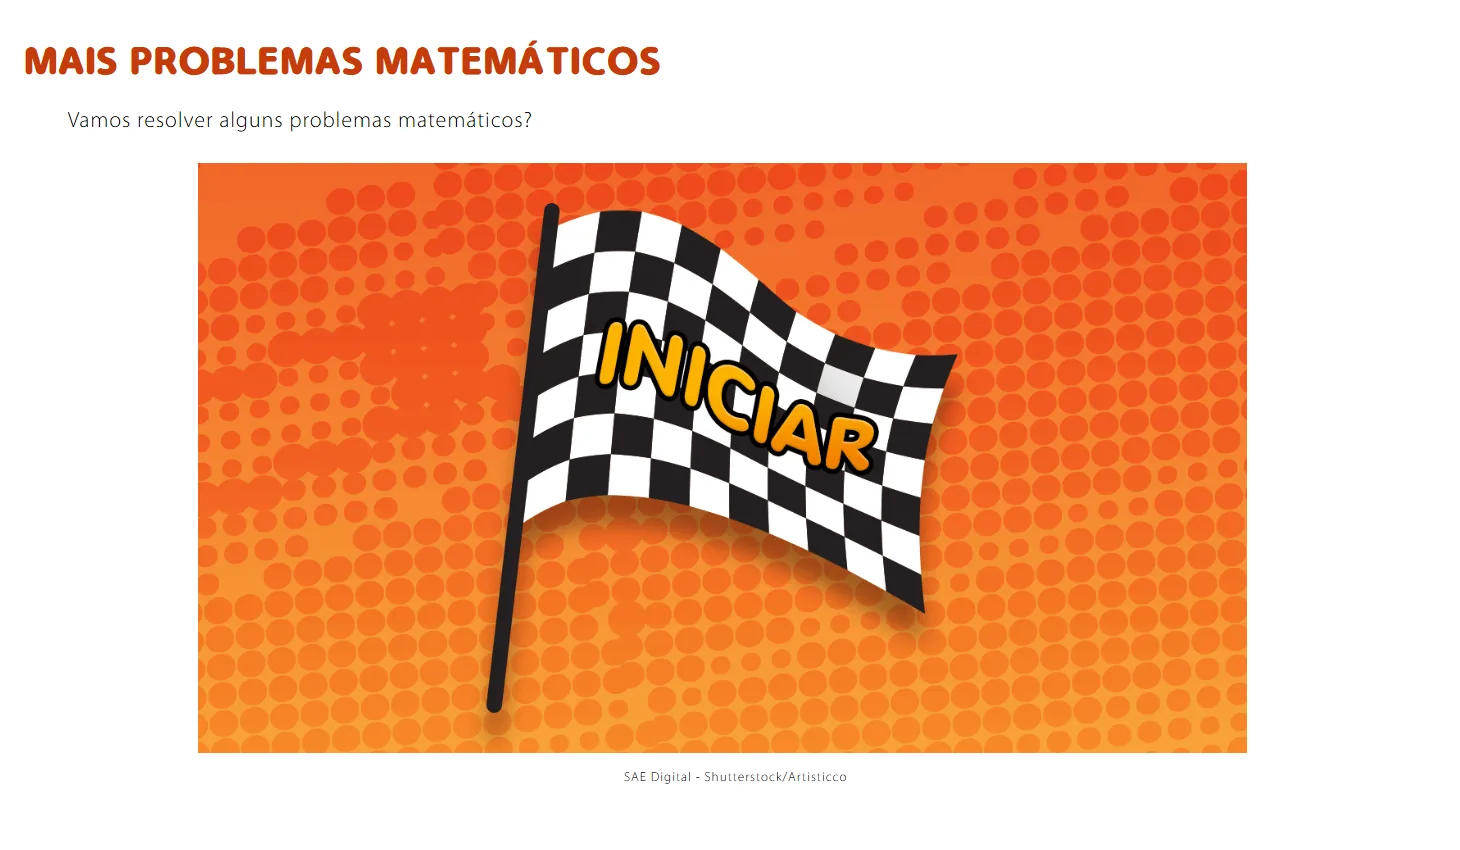 MAIS PROBLEMAS MATEMÁTICOS
Vamos resolver alguns problemas matemáticos?
INICIAR
SAE Digital - Shutterstock/Artisticco